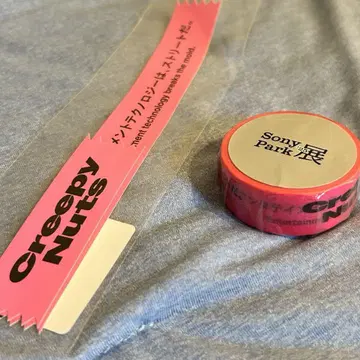 Creepy
Nuts
メントテクノロジーは、ストリートだ。
ment technology breaks the mold.
Sony
Park展
Creepy